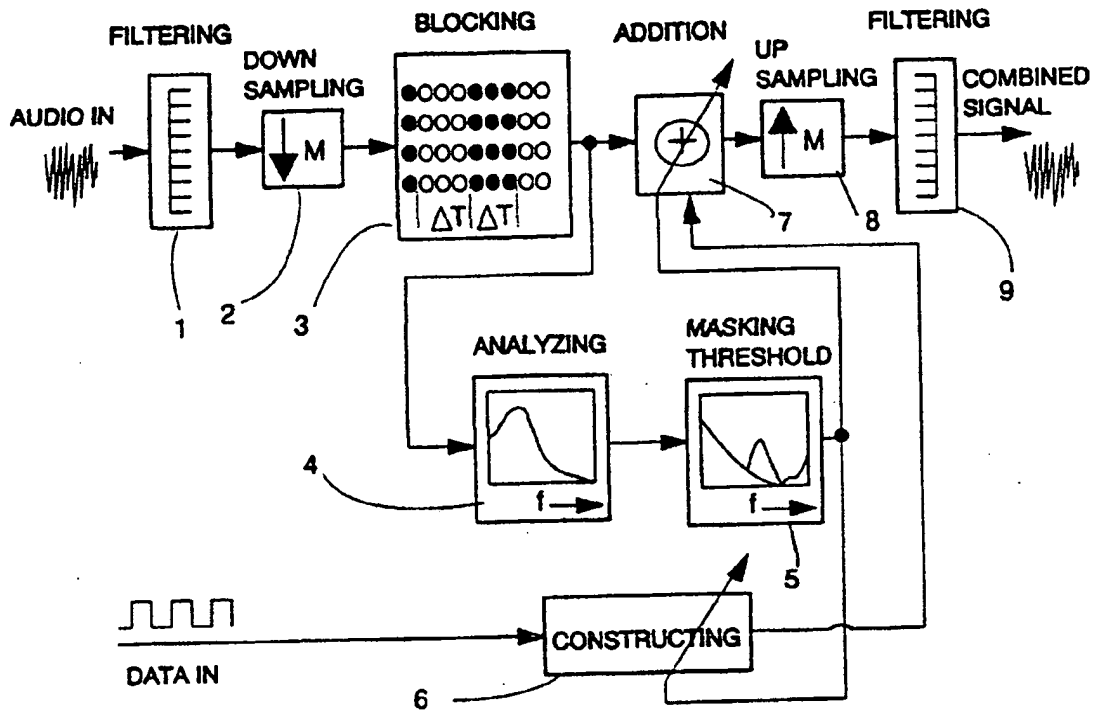 FILTERING
DOWN
SAMPLING
BLOCKING
ADDITION
UP
SAMPLING
FILTERING
COMBINED
SIGNAL
AUDIO IN
M
ΔT ΔT
+
M
1
2
3
7
8
9
ANALYZING
MASKING
THRESHOLD
f
f
4
5
CONSTRUCTING
DATA IN
6